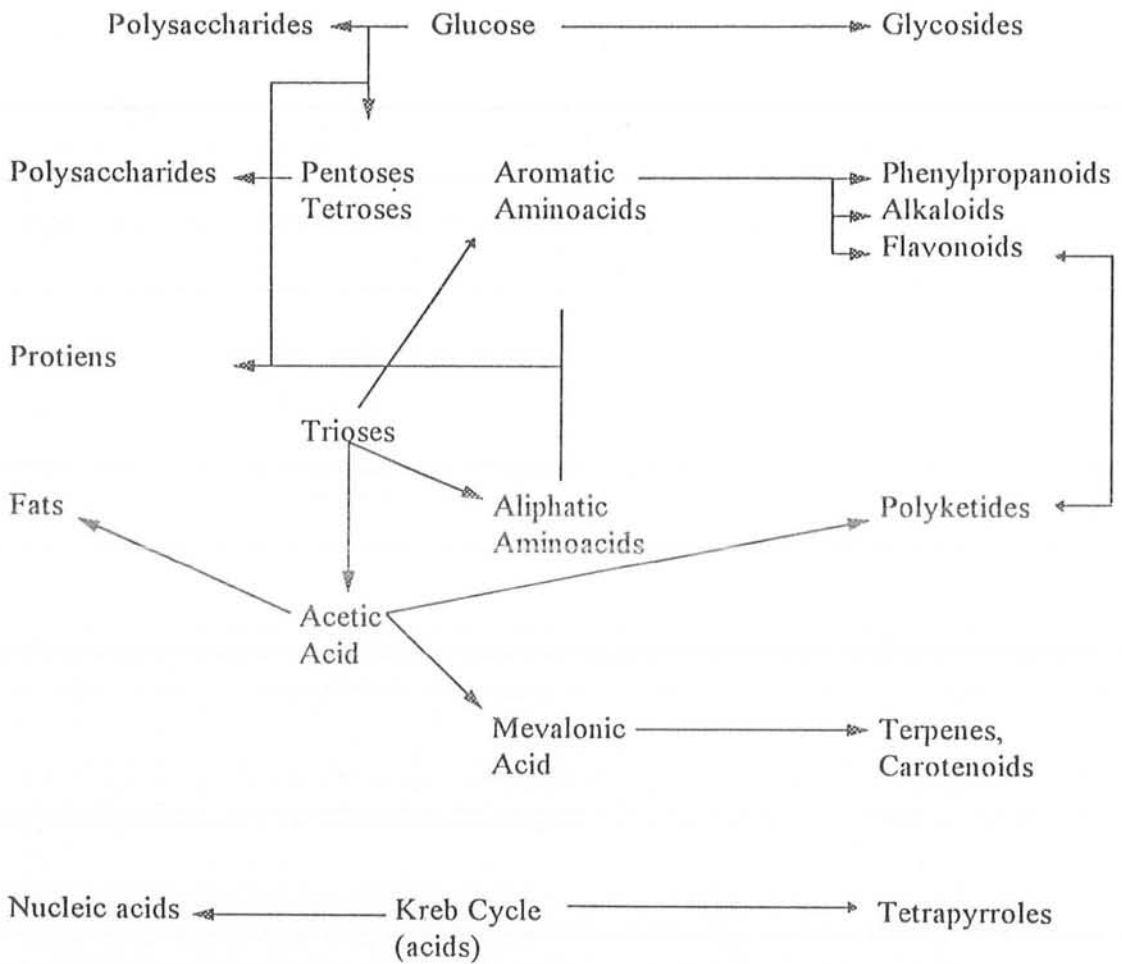 Polysaccharides Glucose Glycosides
Polysaccharides Pentoses Aromatic Phenylpropanoids
Tetroses Aminoacids Alkaloids
Flavonoids
Protiens
Trioses
Fats Aliphatic Polyketides
Aminoacids
Acetic
Acid
Mevalonic Terpenes,
Acid Carotenoids
Nucleic acids Kreb Cycle Tetrapyrroles
(acids)